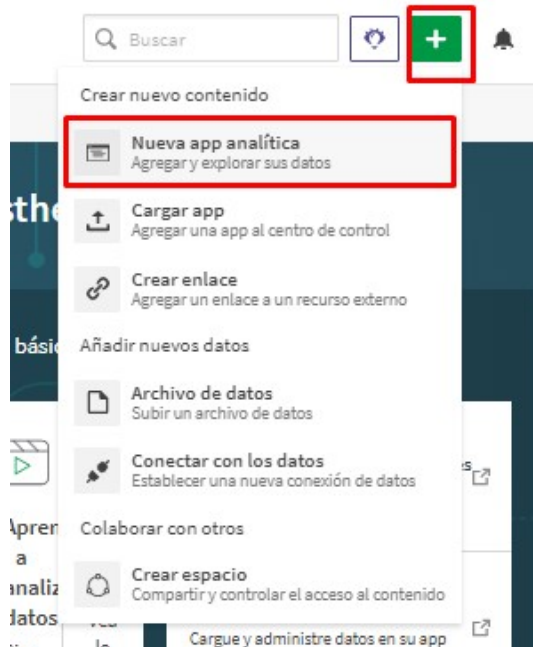 Buscar
Crear nuevo contenido
Nueva app analítica
Agregar y explorar sus datos
Cargar app
Agregar una app al centro de control
Crear enlace
Agregar un enlace a un recurso externo
Añadir nuevos datos
Archivo de datos
Subir un archivo de datos
Conectar con los datos
Establecer una nueva conexión de datos
Colaborar con otros
Crear espacio
Compartir y controlar el acceso al contenido
a
datos
Cargue y administre datos en su app